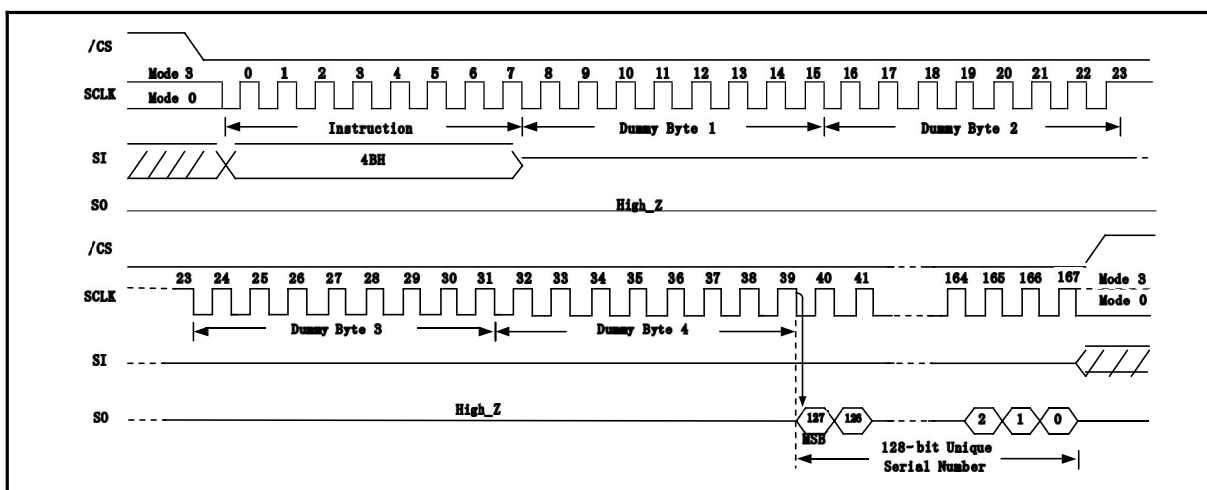 /CS
Mode 3 0 1 2 3 4 5 6 7 8 9 10 11 12 13 14 15 16 17 18 19 20 21 22 23
SCLK
Mode 0
Instruction Dummy Byte 1 Dummy Byte 2
SI 4BH
SO High_Z
/CS
23 24 25 26 27 28 29 30 31 32 33 34 35 36 37 38 39 40 41 164 165 166 167 Mode 3
SCLK
Mode 0
Dummy Byte 3 Dummy Byte 4
SI
SO High_Z 127 126 2 1 0
MSB
128-bit Unique
Serial Number